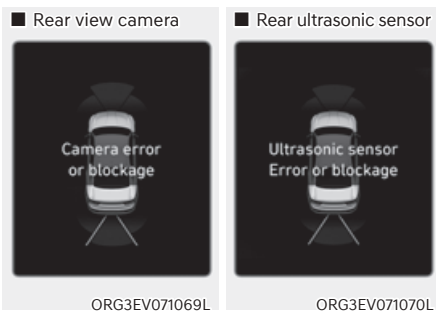 ■ Rear view camera
Camera error
or blockage
ORG3EV071069L
■ Rear ultrasonic sensor
Ultrasonic sensor
Error or blockage
ORG3EV071070L